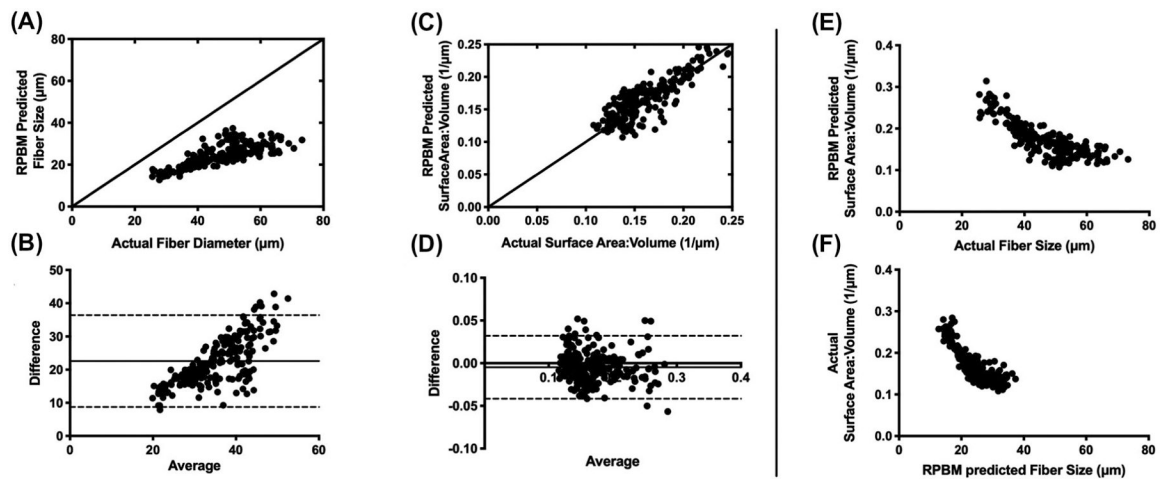 (A)
RPBM Predicted
Fiber Size (μm)
80
60
40
20
0
0 20 40 60 80
Actual Fiber Diameter (μm)
(B)
Difference
50
40
30
20
10
0
0 20 40 60
Average
(C)
RPBM Predicted
SurfaceArea:Volume (1/μm)
0.25
0.20
0.15
0.10
0.05
0.00
0.00 0.05 0.10 0.15 0.20 0.25
Actual Surface Area:Volume (1/μm)
(D)
Difference
0.10
0.05
0.00
-0.05
-0.10
0.3 0.4
Average
(E)
RPBM Predicted
Surface Area:Volume (1/μm)
0.4
0.3
0.2
0.1
0.0
0 20 40 60 80
Actual Fiber Size (μm)
(F)
Actual
Surface Area:Volume (1/μm)
0.4
0.3
0.2
0.1
0.0
0 20 40 60 80
RPBM predicted Fiber Size (μm)